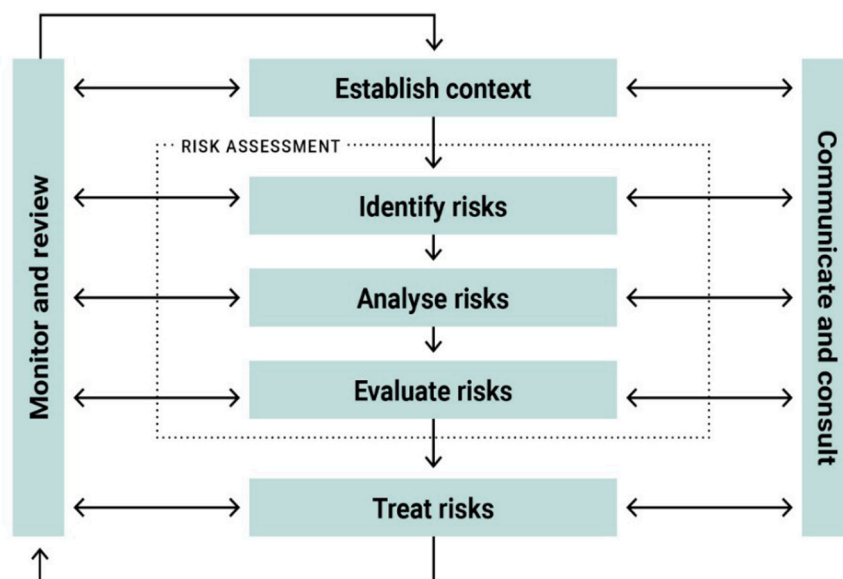 Establish context
RISK ASSESSMENT
Identify risks
Analyse risks
Evaluate risks
Treat risks
Monitor and review
Communicate and consult